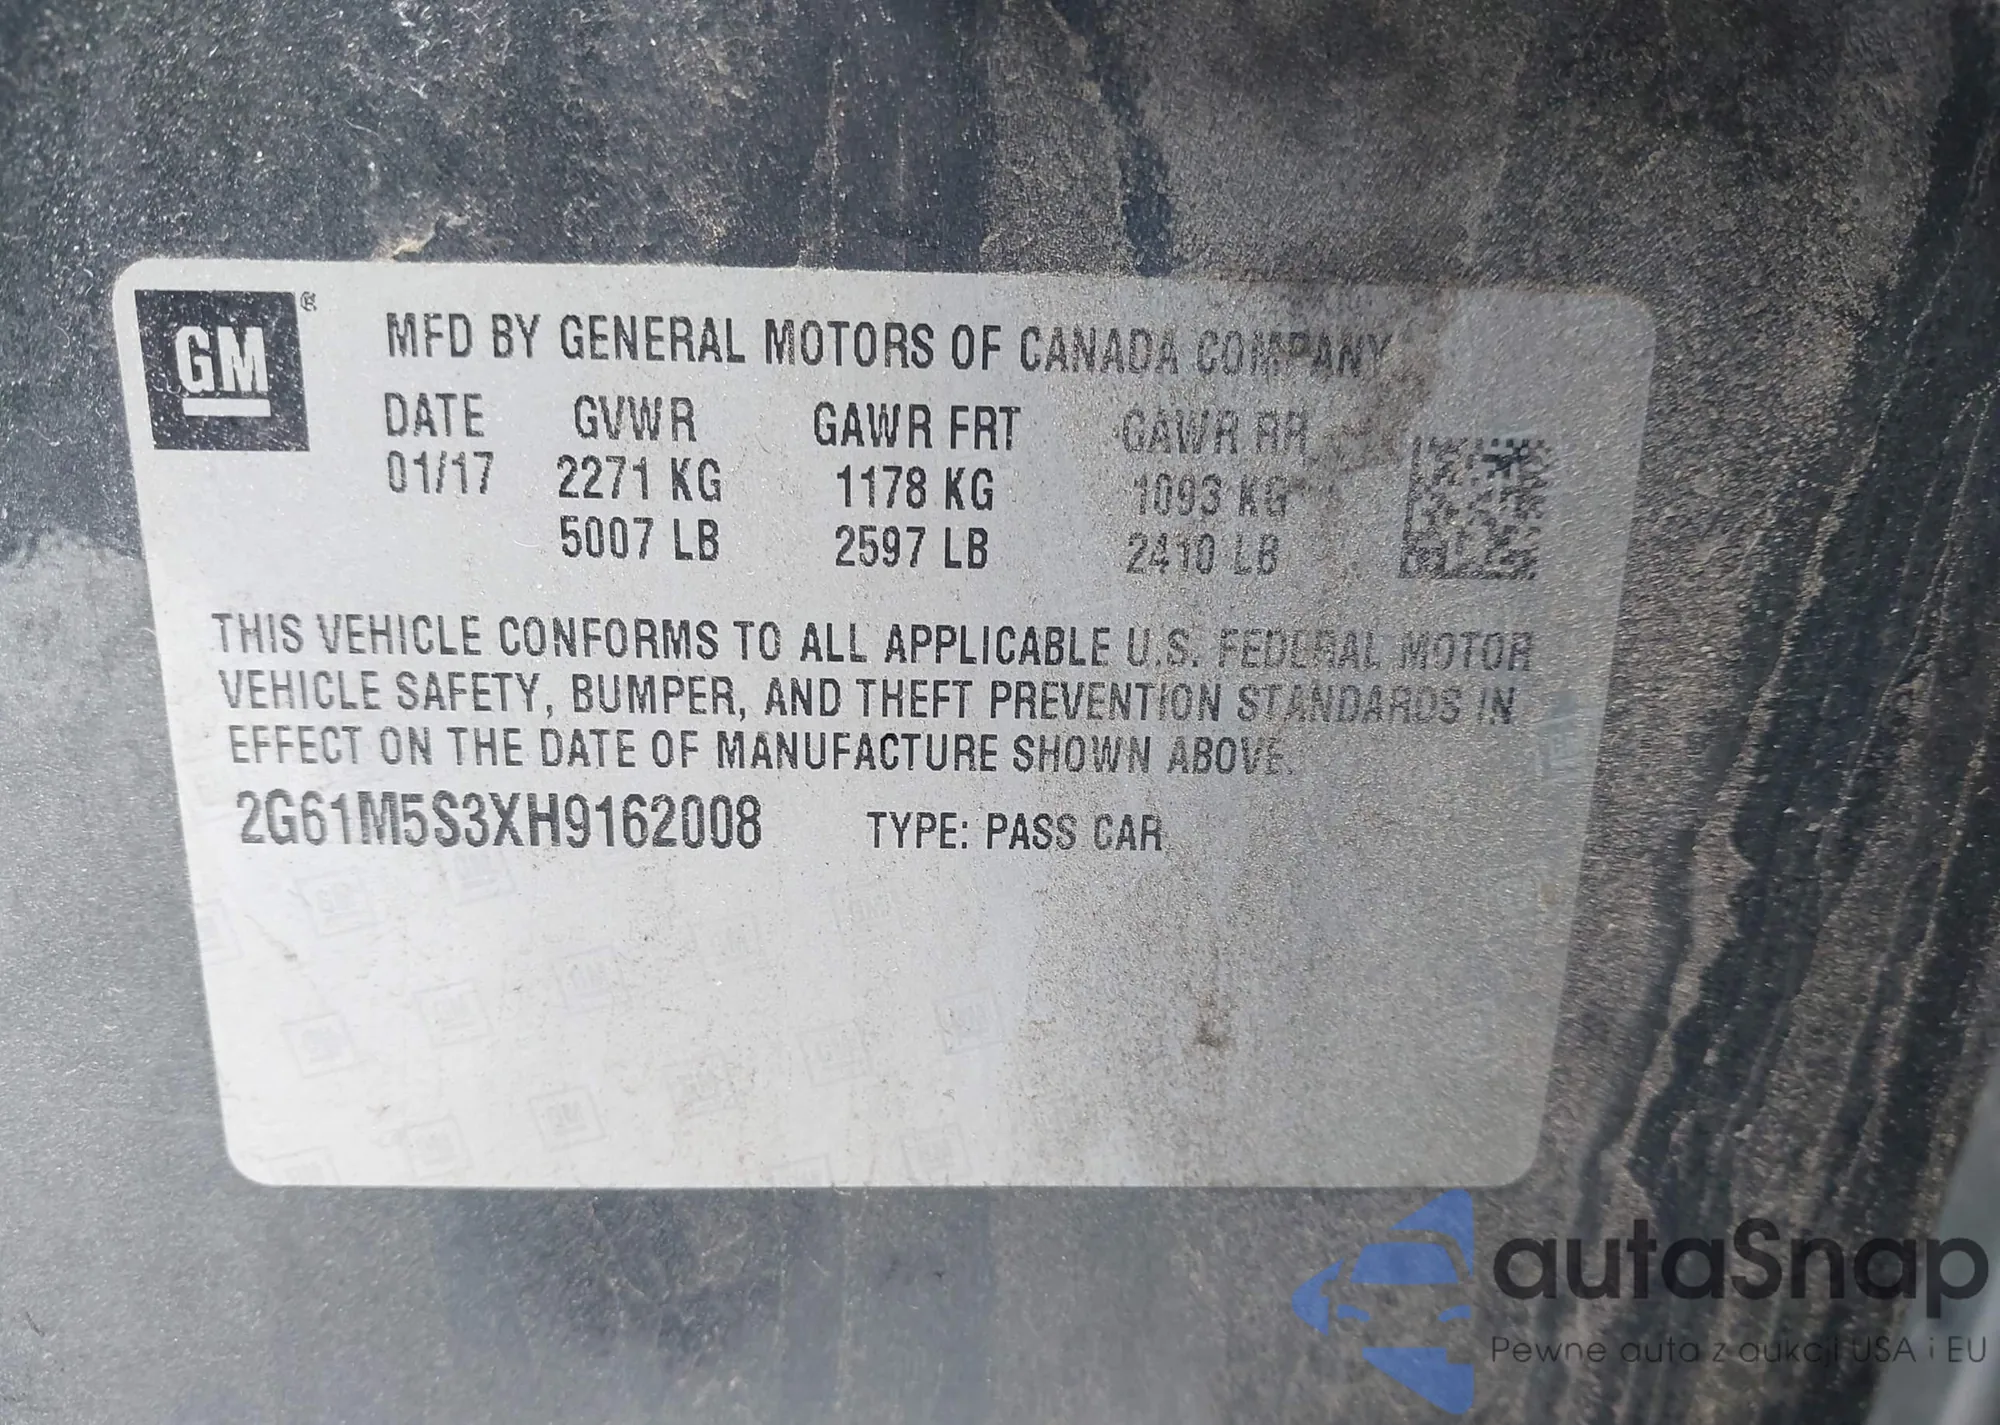 GM ®
MFD BY GENERAL MOTORS OF CANADA COMPANY
DATE GVWR GAWR FRT GAWR RR
01/17 2271 KG 1178 KG 1093 KG
5007 LB 2597 LB 2410 LB
THIS VEHICLE CONFORMS TO ALL APPLICABLE U.S. FEDERAL MOTOR
VEHICLE SAFETY, BUMPER, AND THEFT PREVENTION STANDARDS IN
EFFECT ON THE DATE OF MANUFACTURE SHOWN ABOVE.
2G61M5S3XH9162008 TYPE: PASS CAR
autaSnap
Pewne auta z aukcji USA i EU